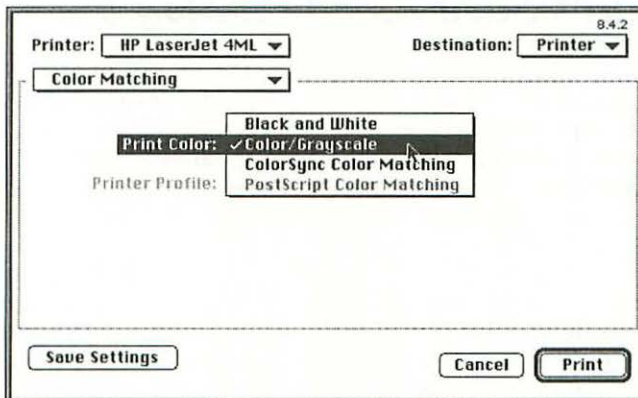 8.4.2
Printer: HP LaserJet 4ML Destination: Printer
Color Matching
Black and White
Print Color: ✓Color/Grayscale
ColorSync Color Matching
Printer Profile: PostScript Color Matching
Save Settings Cancel Print